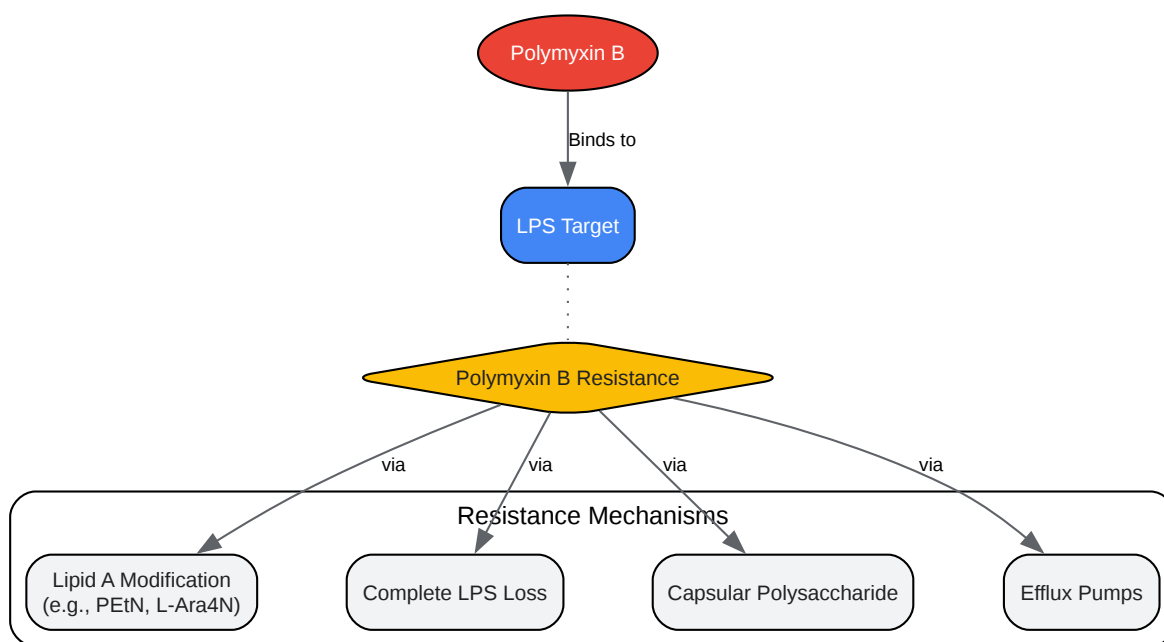 Polymyxin B
Binds to
LPS Target
Polymyxin B Resistance
via
via
via
via
Resistance Mechanisms
Lipid A Modification
(e.g., PEtN, L-Ara4N)
Complete LPS Loss
Capsular Polysaccharide
Efflux Pumps